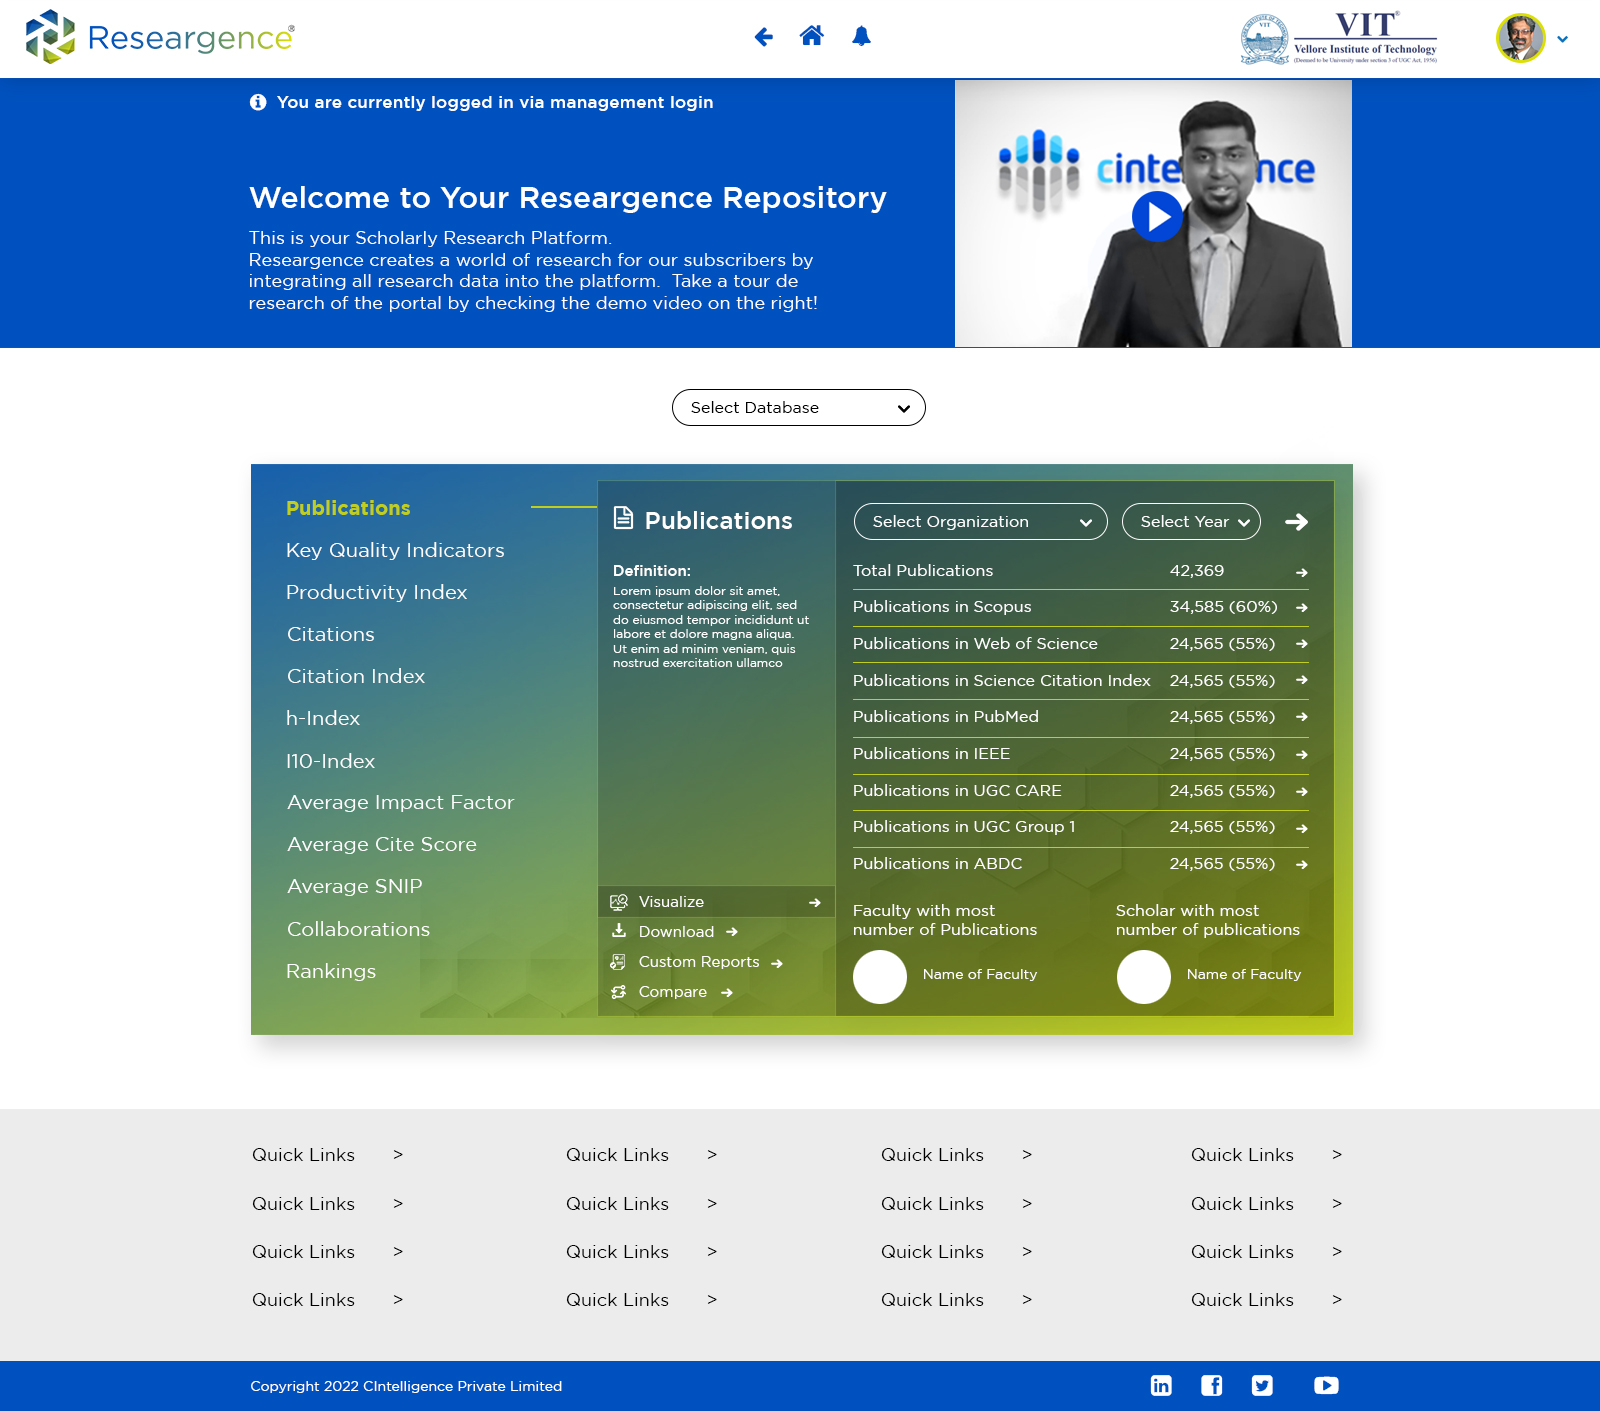 Researgence®
VIT®
Vellore Institute of Technology
(Deemed to be University under section 3 of UGC Act, 1956)
You are currently logged in via management login
cinte nce
Welcome to Your Researgence Repository
This is your Scholarly Research Platform.
Researgence creates a world of research for our subscribers by
integrating all research data into the platform. Take a tour de
research of the portal by checking the demo video on the right!
Select Database
Publications
Key Quality Indicators
Productivity Index
Citations
Citation Index
h-Index
I10-Index
Average Impact Factor
Average Cite Score
Average SNIP
Collaborations
Rankings
Publications
Definition:
Lorem ipsum dolor sit amet,
consectetur adipiscing elit, sed
do eiusmod tempor incididunt ut
labore et dolore magna aliqua.
Ut enim ad minim veniam, quis
nostrud exercitation ullamco
Visualize
Download
Custom Reports
Compare
Select Organization Select Year
Total Publications 42,369
Publications in Scopus 34,585 (60%)
Publications in Web of Science 24,565 (55%)
Publications in Science Citation Index 24,565 (55%)
Publications in PubMed 24,565 (55%)
Publications in IEEE 24,565 (55%)
Publications in UGC CARE 24,565 (55%)
Publications in UGC Group 1 24,565 (55%)
Publications in ABDC 24,565 (55%)
Faculty with most
number of Publications
Name of Faculty
Scholar with most
number of publications
Name of Faculty
Quick Links > Quick Links > Quick Links > Quick Links >
Quick Links > Quick Links > Quick Links > Quick Links >
Quick Links > Quick Links > Quick Links > Quick Links >
Quick Links > Quick Links > Quick Links > Quick Links >
Copyright 2022 CIntelligence Private Limited